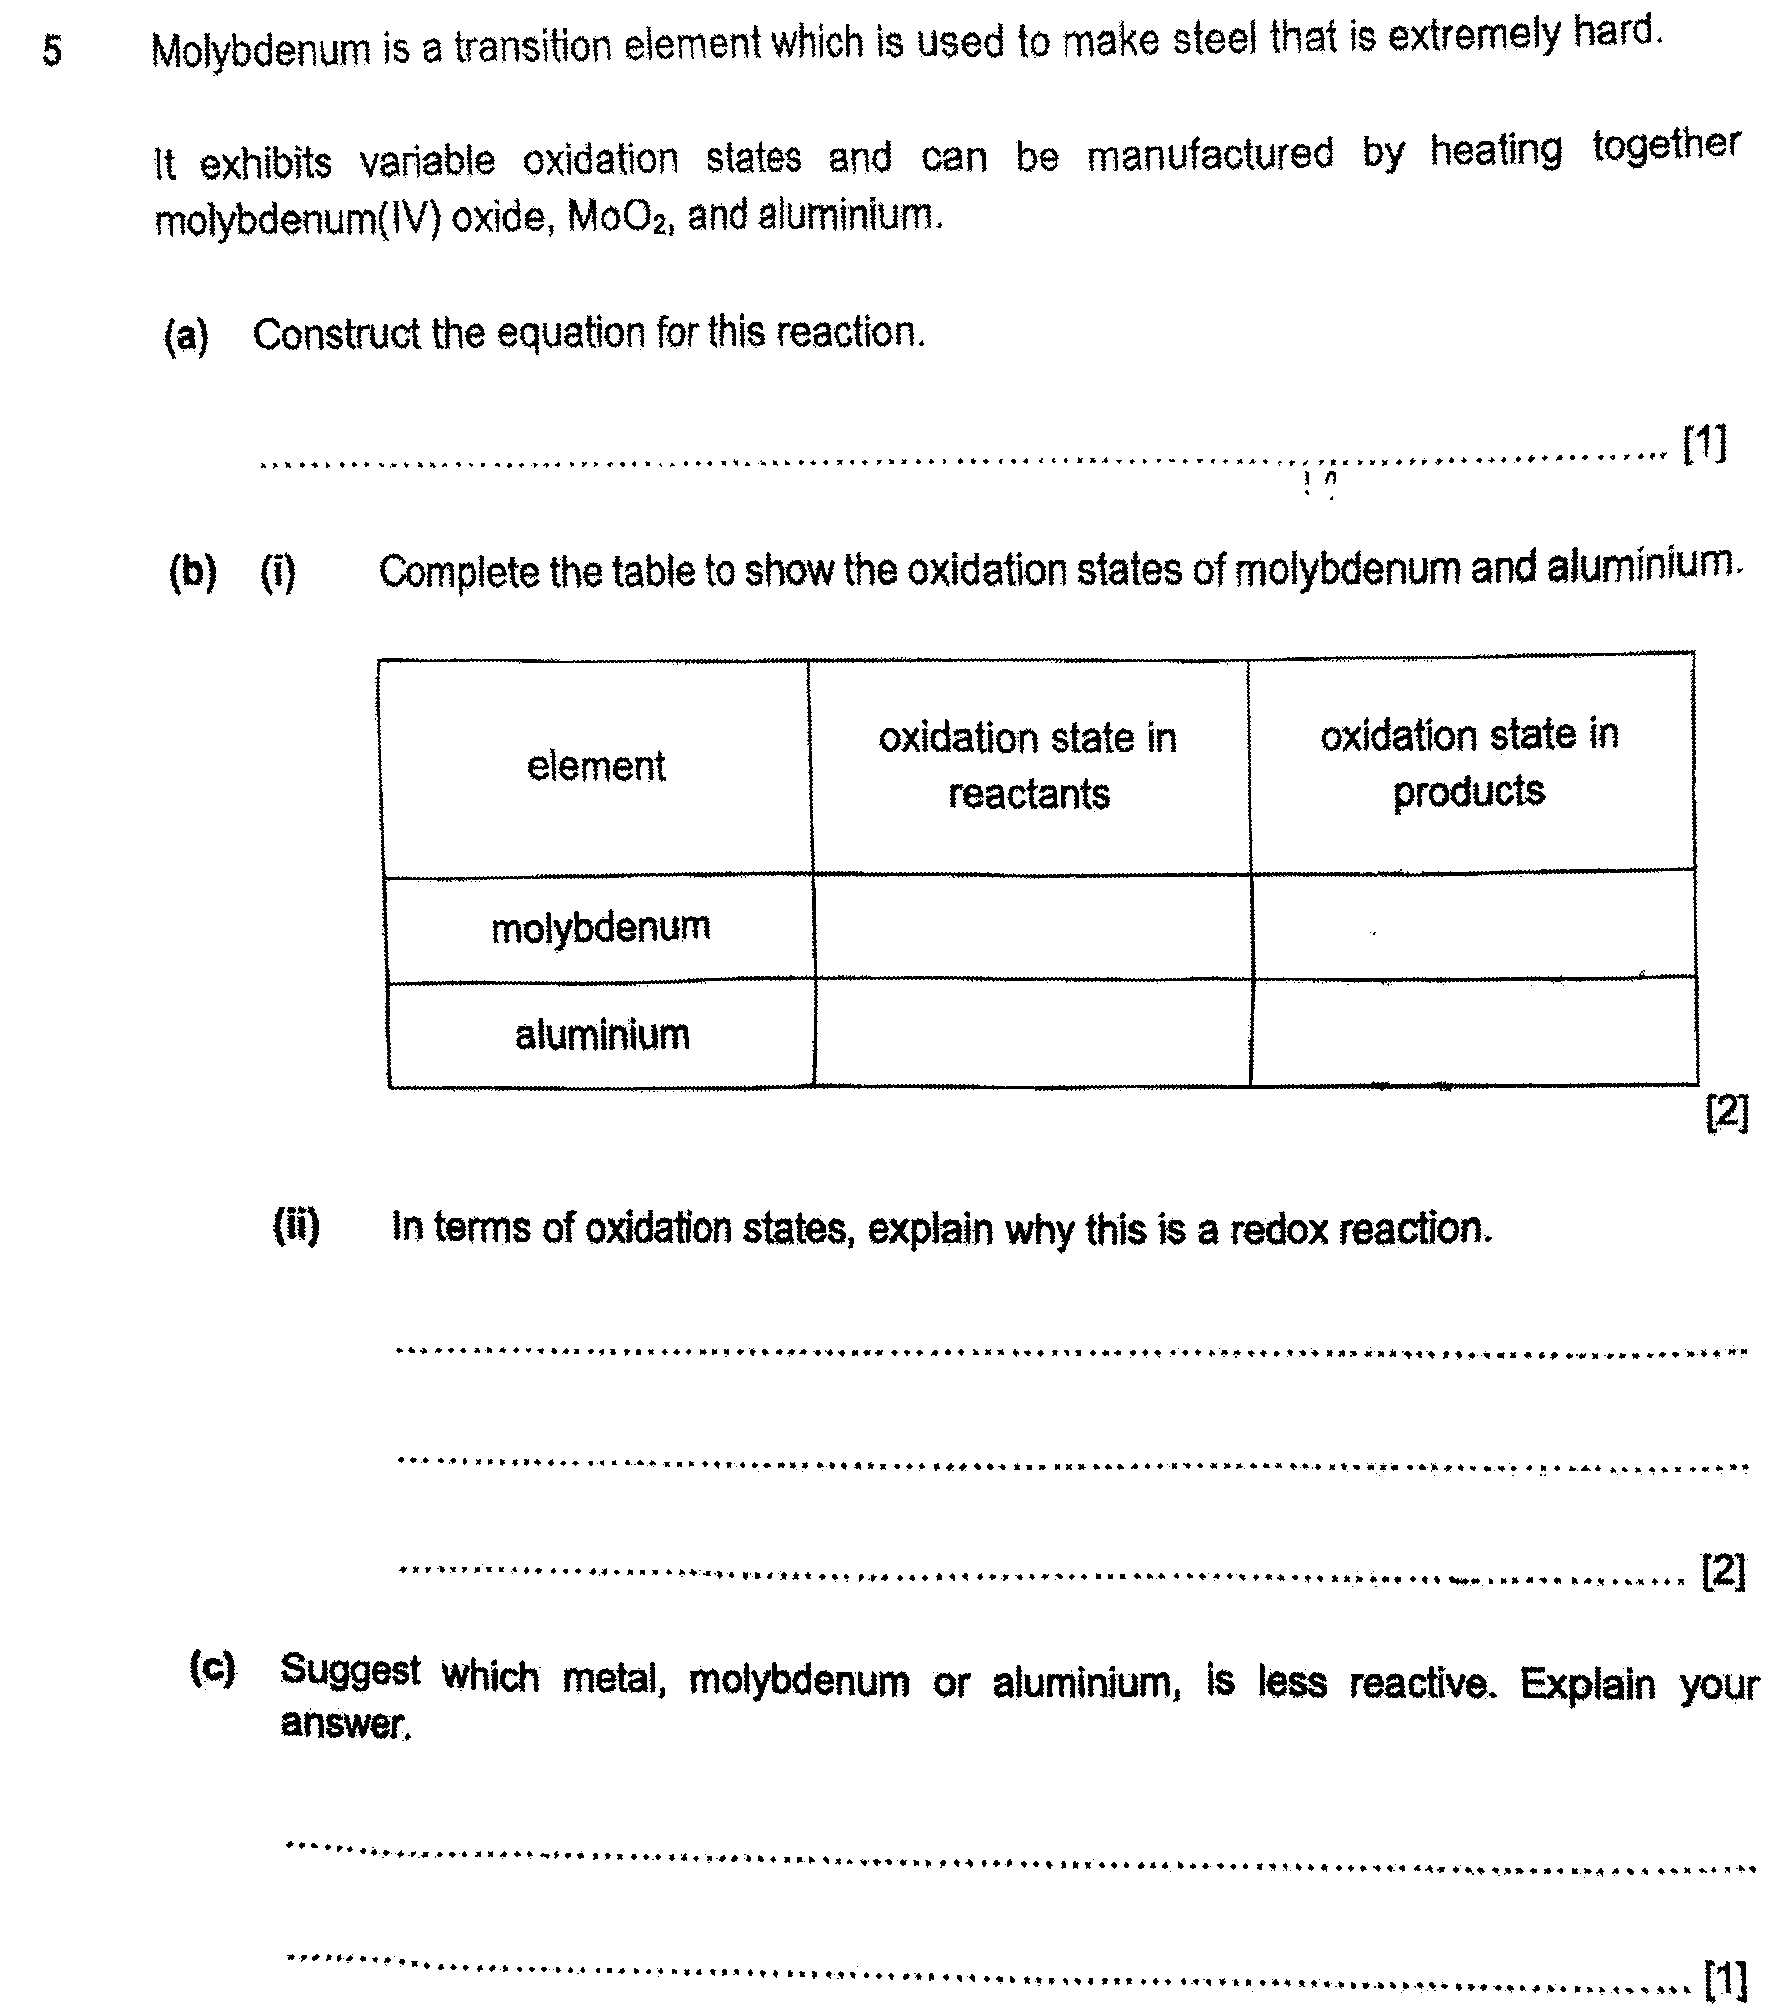 5 Molybdenum is a transition element which is used to make steel that is extremely hard.
It exhibits variable oxidation states and can be manufactured by heating together
molybdenum(IV) oxide, MoO₂, and aluminium.
(a) Construct the equation for this reaction.
[1]
(b) (i) Complete the table to show the oxidation states of molybdenum and aluminium.
element
oxidation state in
reactants
oxidation state in
products
molybdenum
aluminium
[2]
(ii) In terms of oxidation states, explain why this is a redox reaction.
[2]
(c) Suggest which metal, molybdenum or aluminium, is less reactive. Explain your
answer.
[1]